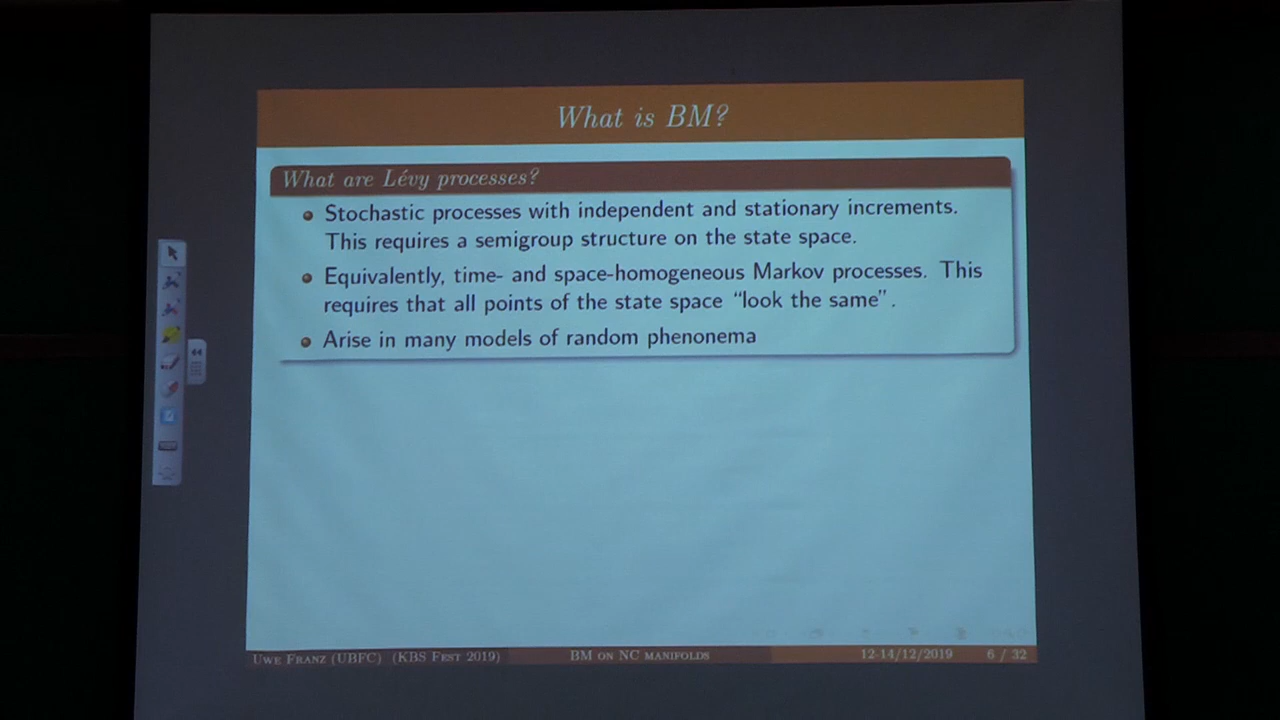 What is BM?
What are Lévy processes?
Stochastic processes with independent and stationary increments.
This requires a semigroup structure on the state space.
Equivalently, time- and space-homogeneous Markov processes. This
requires that all points of the state space “look the same”.
Arise in many models of random phenonema
Uwe Franz (UBFC) (KBS Fest 2019) BM on NC manifolds 12-14/12/2019 6 / 32